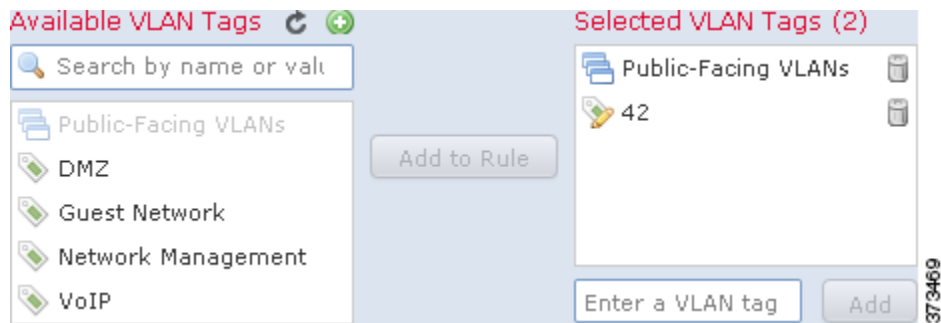 Available VLAN Tags
Search by name or valu
Public-Facing VLANs
DMZ
Guest Network
Network Management
VoIP
Add to Rule
Selected VLAN Tags (2)
Public-Facing VLANs
42
Enter a VLAN tag
Add
373469